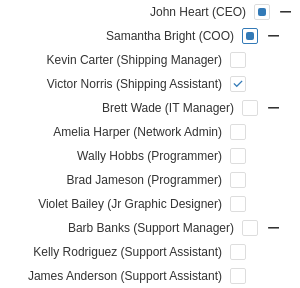 John Heart (CEO)
Samantha Bright (COO)
Kevin Carter (Shipping Manager)
Victor Norris (Shipping Assistant)
Brett Wade (IT Manager)
Amelia Harper (Network Admin)
Wally Hobbs (Programmer)
Brad Jameson (Programmer)
Violet Bailey (Jr Graphic Designer)
Barb Banks (Support Manager)
Kelly Rodriguez (Support Assistant)
James Anderson (Support Assistant)